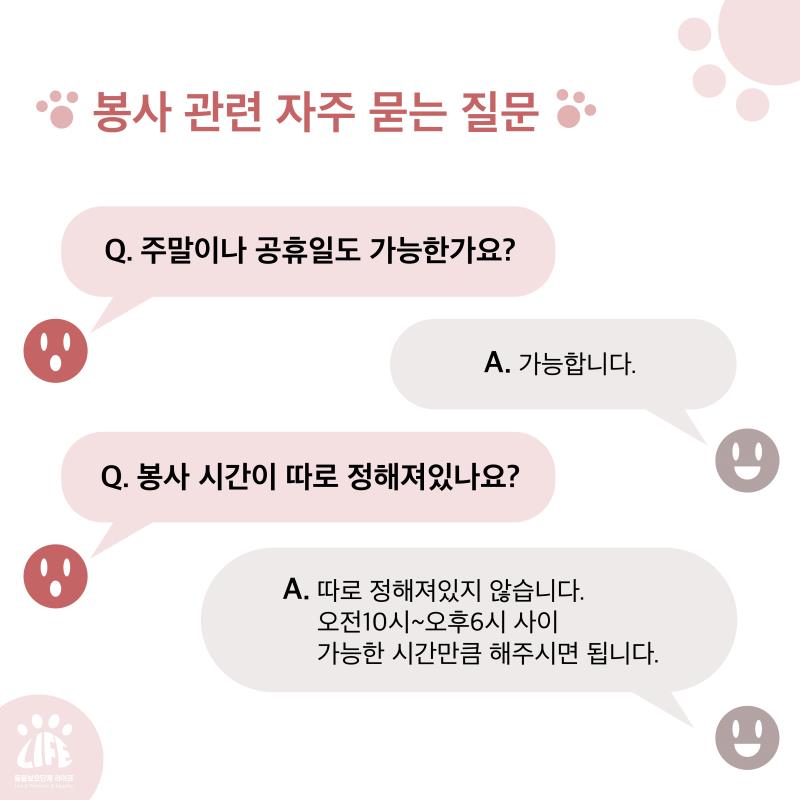 봉사 관련 자주 묻는 질문
Q. 주말이나 공휴일도 가능한가요?
A. 가능합니다.
Q. 봉사 시간이 따로 정해져있나요?
A. 따로 정해져있지 않습니다.
오전10시~오후6시 사이
가능한 시간만큼 해주시면 됩니다.
LIFE
동물보호단체 라이프